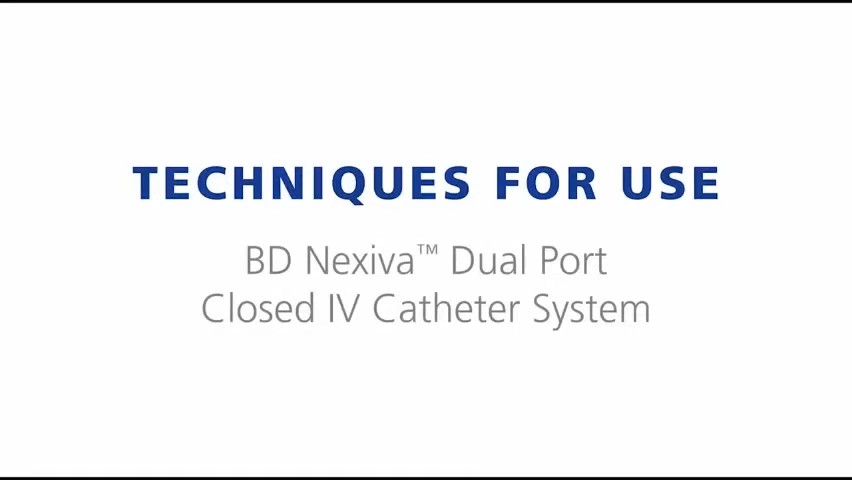 TECHNIQUES FOR USE
BD Nexiva™ Dual Port
Closed IV Catheter System